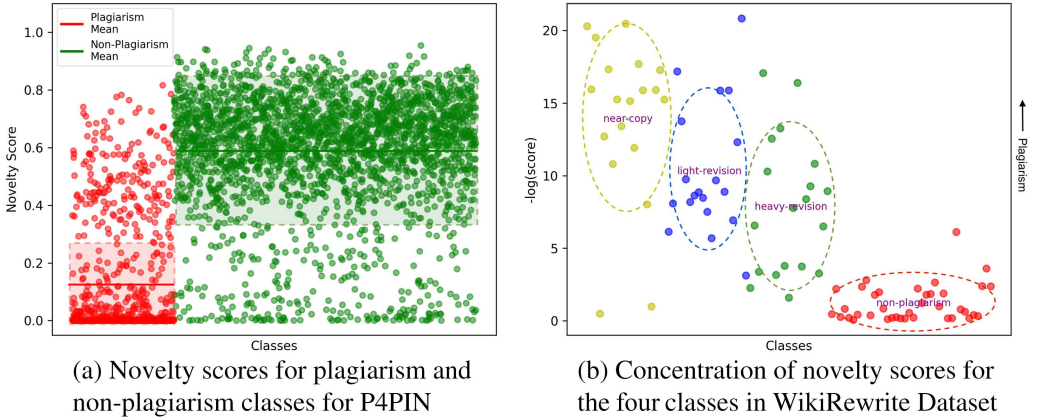 Plagiarism
Mean
Non-Plagiarism
Mean
1.0
0.8
0.6
0.4
0.2
0.0
Novelty Score
Classes
(a) Novelty scores for plagiarism and
non-plagiarism classes for P4PIN
20
15
10
5
0
-log(score)
near-copy
light-revision
heavy-revision
non-plagiarism
Classes
Plagiarism
(b) Concentration of novelty scores for
the four classes in WikiRewrite Dataset